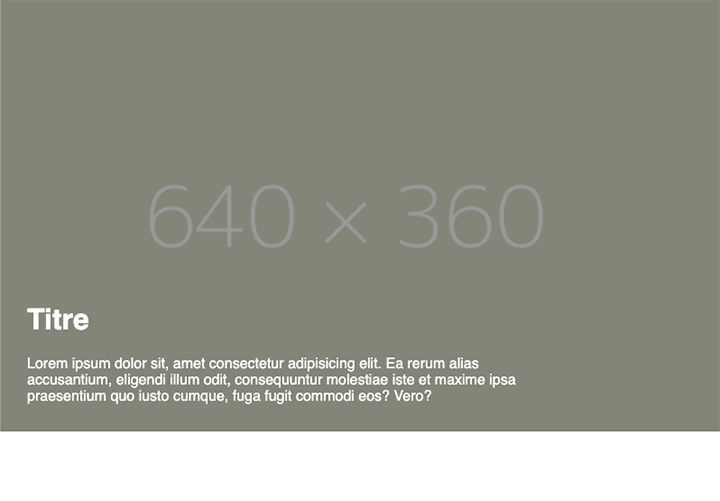 640 × 360
Titre
Lorem ipsum dolor sit, amet consectetur adipisicing elit. Ea rerum alias
accusantium, eligendi illum odit, consequuntur molestiae iste et maxime ipsa
praesentium quo iusto cumque, fuga fugit commodi eos? Vero?